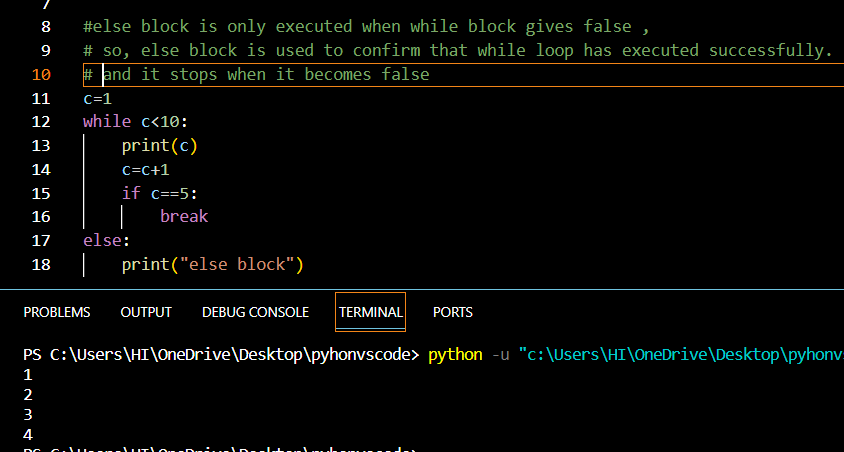 7
8 #else block is only executed when while block gives false ,
9 # so, else block is used to confirm that while loop has executed successfully.
10 # and it stops when it becomes false
11 c=1
12 while c<10:
13     print(c)
14     c=c+1
15     if c==5:
16         break
17 else:
18     print("else block")
PROBLEMS OUTPUT DEBUG CONSOLE TERMINAL PORTS
PS C:\Users\HI\OneDrive\Desktop\pyhonvscode> python -u "c:\Users\HI\OneDrive\Desktop\pyhonv
1
2
3
4
PS C:\Users\HI\OneDrive\Desktop\pyhonvscode>